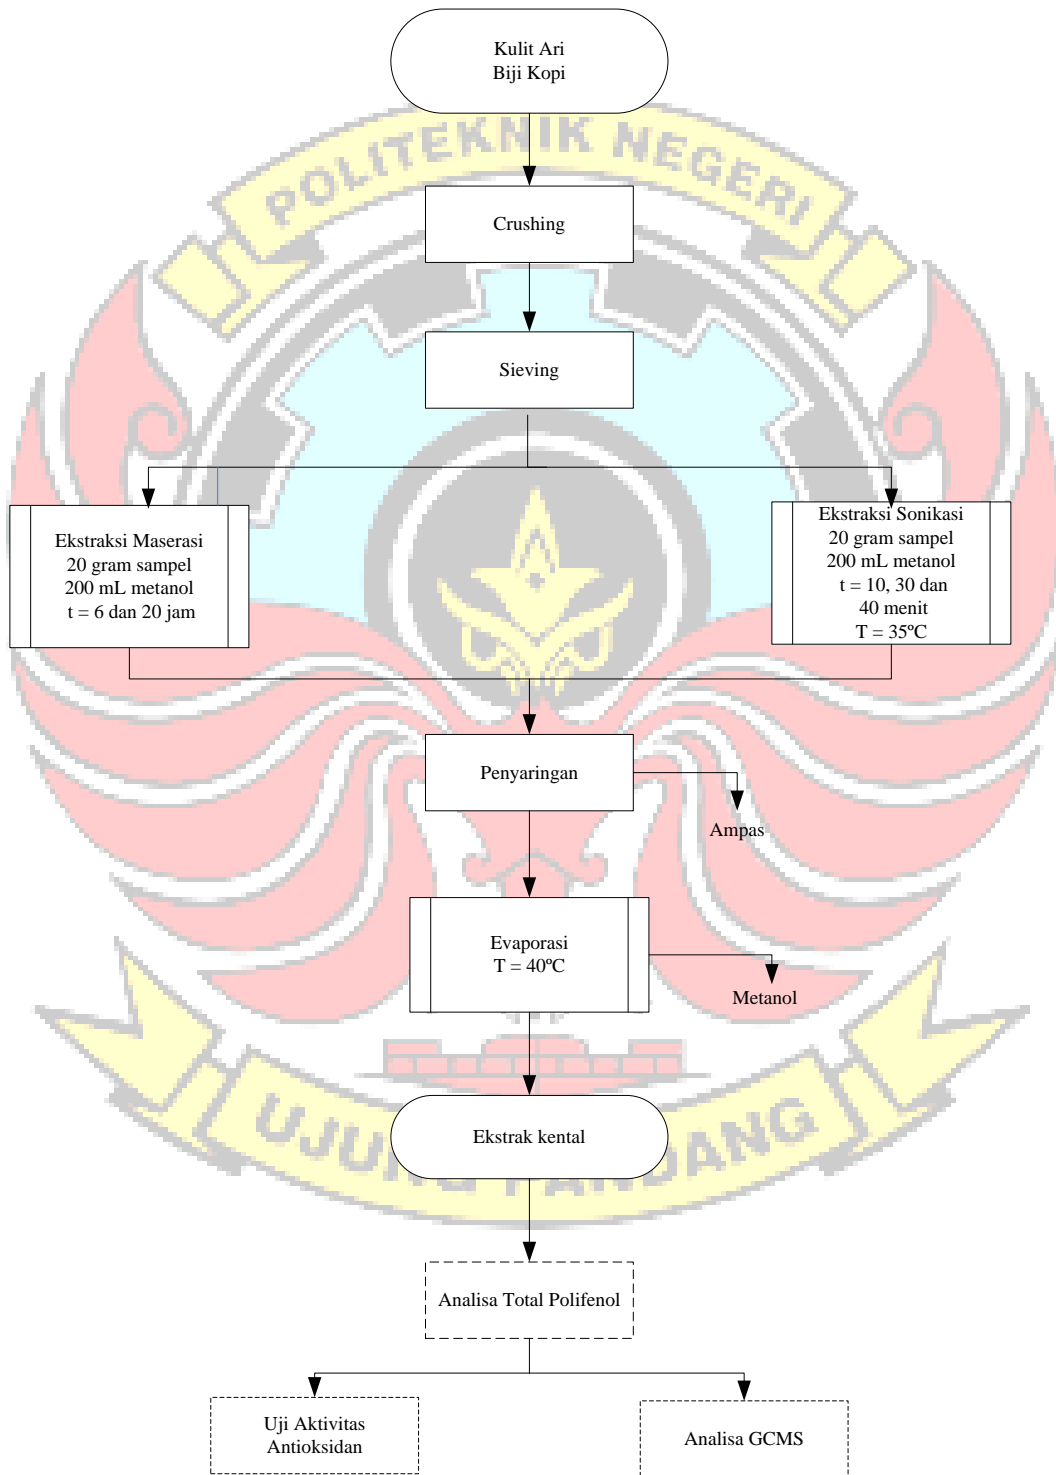 Kulit Ari
Biji Kopi
POLITEKNIK NEGERI
Crushing
Sieving
Ekstraksi Maserasi
20 gram sampel
200 mL metanol
t = 6 dan 20 jam
Ekstraksi Sonikasi
20 gram sampel
200 mL metanol
t = 10, 30 dan
40 menit
T = 35ºC
Penyaringan
Ampas
Evaporasi
T = 40ºC
Metanol
Ekstrak kental
UJUNG PANDANG
Analisa Total Polifenol
Uji Aktivitas
Antioksidan
Analisa GCMS